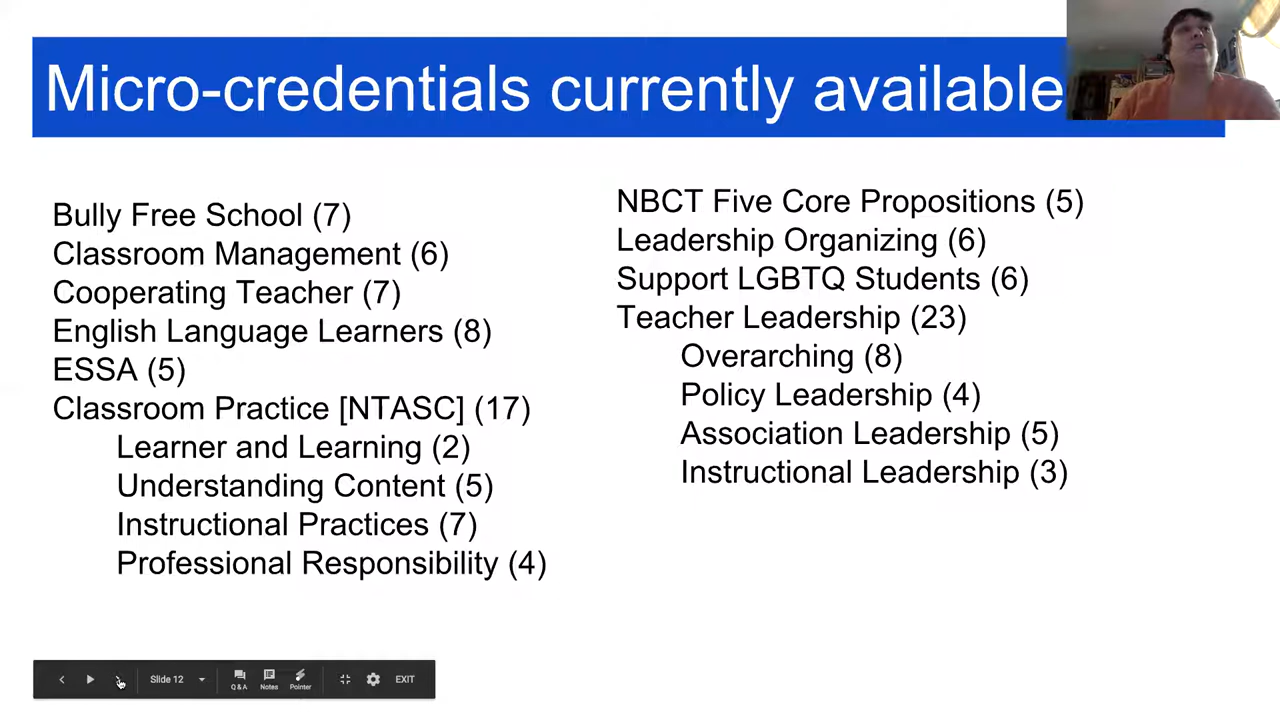 Micro-credentials currently available
Bully Free School (7)
Classroom Management (6)
Cooperating Teacher (7)
English Language Learners (8)
ESSA (5)
Classroom Practice [NTASC] (17)
Learner and Learning (2)
Understanding Content (5)
Instructional Practices (7)
Professional Responsibility (4)
NBCT Five Core Propositions (5)
Leadership Organizing (6)
Support LGBTQ Students (6)
Teacher Leadership (23)
Overarching (8)
Policy Leadership (4)
Association Leadership (5)
Instructional Leadership (3)
Slide 12
Q & A
Notes
Pointer
EXIT